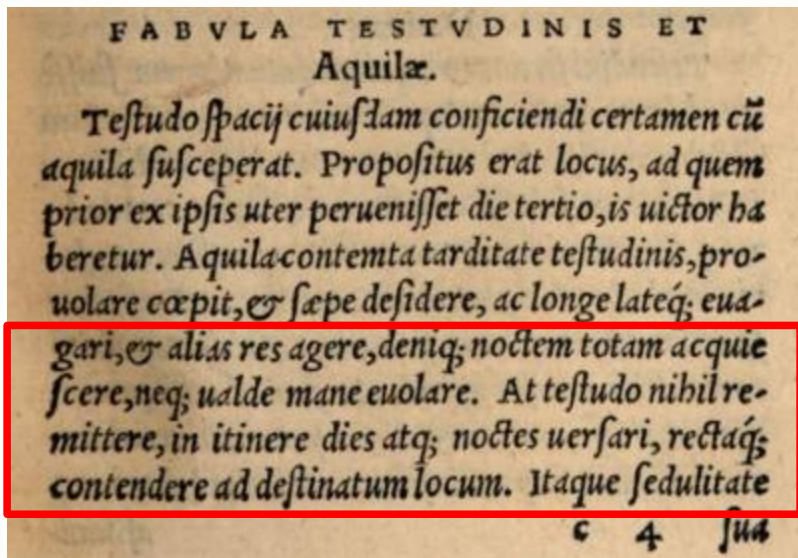 FABVLA TESTVDINIS ET
Aquilæ.
Teſtudo ſpacij cuiuſdam conficiendi certamen cū
aquila ſuſceperat. Propoſitus erat locus, ad quem
prior ex ipſis uter perueniſſet die tertio, is uictor ha
beretur. Aquila contemta tarditate teſtudinis, pro-
uolare cœpit, & ſæpe deſidere, ac longe lateq́; eua-
gari, & alias res agere, deniq; noctem totam acquie
ſcere, neq; ualde mane euolare. At teſtudo nihil re-
mittere, in itinere dies atq; noctes uerſari, rectaq́;
contendere ad deſtinatum locum. Itaque ſedulitate
c 4 ſua